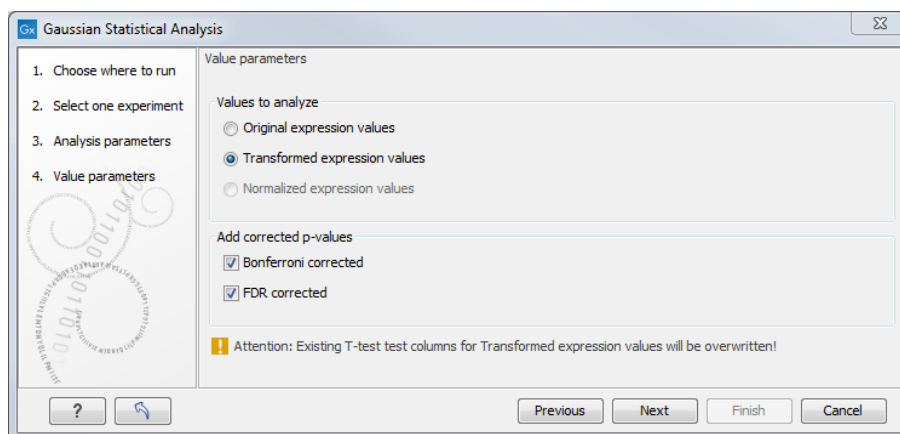 Gx Gaussian Statistical Analysis
Value parameters
1. Choose where to run
2. Select one experiment
3. Analysis parameters
4. Value parameters
Values to analyze
Original expression values
Transformed expression values
Normalized expression values
Add corrected p-values
Bonferroni corrected
FDR corrected
! Attention: Existing T-test test columns for Transformed expression values will be overwritten!
? Previous Next Finish Cancel